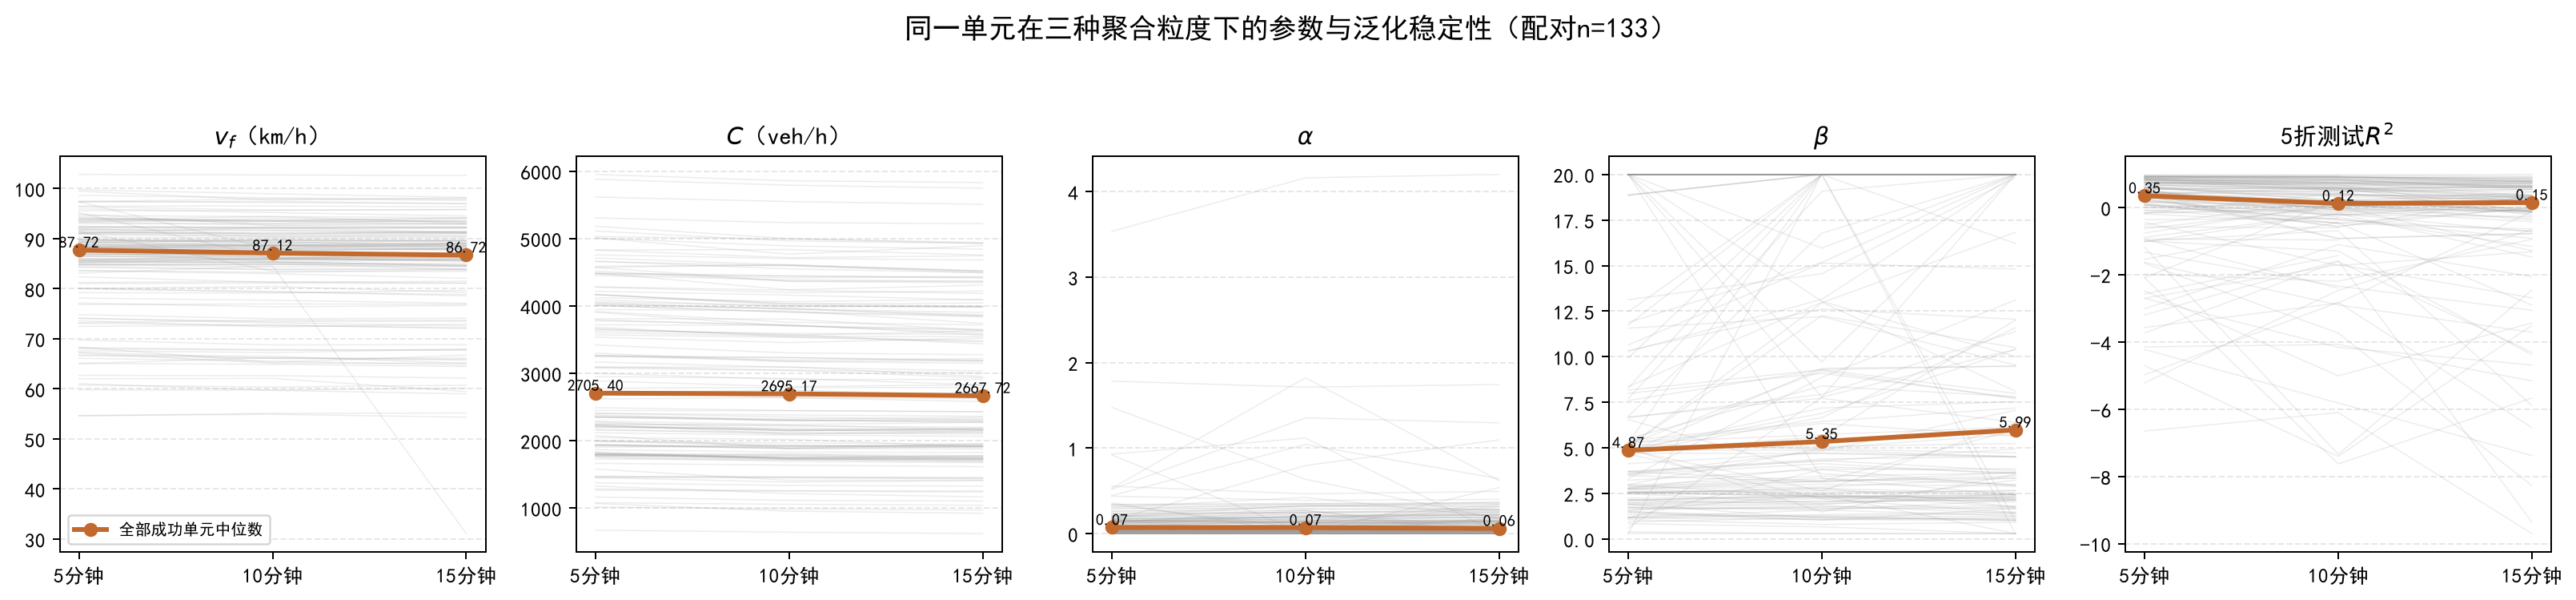 同一单元在三种聚合粒度下的参数与泛化稳定性（配对n=133）
v_f（km/h）
100
90
80
70
60
50
40
30
87.72
87.12
86.72
全部成功单元中位数
5分钟
10分钟
15分钟
C（veh/h）
6000
5000
4000
3000
2000
1000
2705.40
2695.17
2667.72
5分钟
10分钟
15分钟
α
4
3
2
1
0
0.07
0.07
0.06
5分钟
10分钟
15分钟
β
20.0
17.5
15.0
12.5
10.0
7.5
5.0
2.5
0.0
4.87
5.35
5.99
5分钟
10分钟
15分钟
5折测试R²
0
−2
−4
−6
−8
−10
0.35
0.12
0.15
5分钟
10分钟
15分钟